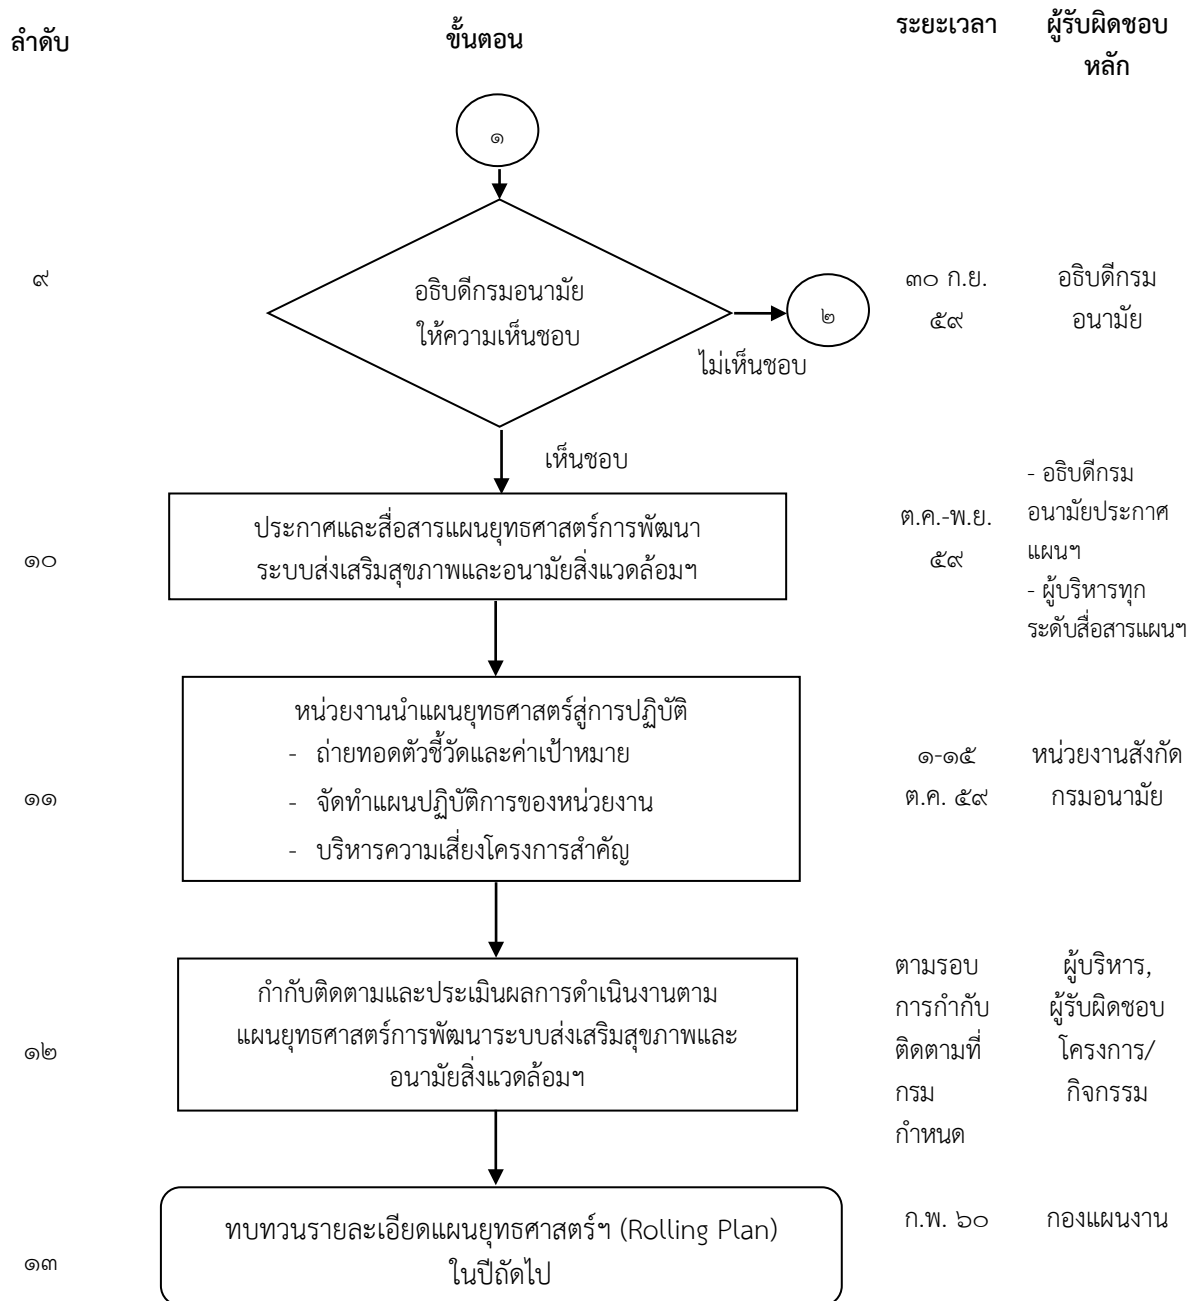 ลำดับ
ขั้นตอน
ระยะเวลา
ผู้รับผิดชอบ
หลัก
๑
๙
อธิบดีกรมอนามัย
ให้ความเห็นชอบ
๒
ไม่เห็นชอบ
๓๐ ก.ย.
๕๙
อธิบดีกรม
อนามัย
เห็นชอบ
๑๐
ประกาศและสื่อสารแผนยุทธศาสตร์การพัฒนา
ระบบส่งเสริมสุขภาพและอนามัยสิ่งแวดล้อมฯ
ต.ค.-พ.ย.
๕๙
- อธิบดีกรม
อนามัยประกาศ
แผนฯ
- ผู้บริหารทุก
ระดับสื่อสารแผนฯ
๑๑
หน่วยงานนำแผนยุทธศาสตร์สู่การปฏิบัติ
- ถ่ายทอดตัวชี้วัดและค่าเป้าหมาย
- จัดทำแผนปฏิบัติการของหน่วยงาน
- บริหารความเสี่ยงโครงการสำคัญ
๑-๑๕
ต.ค. ๕๙
หน่วยงานสังกัด
กรมอนามัย
๑๒
กำกับติดตามและประเมินผลการดำเนินงานตาม
แผนยุทธศาสตร์การพัฒนาระบบส่งเสริมสุขภาพและ
อนามัยสิ่งแวดล้อมฯ
ตามรอบ
การกำกับ
ติดตามที่
กรม
กำหนด
ผู้บริหาร,
ผู้รับผิดชอบ
โครงการ/
กิจกรรม
๑๓
ทบทวนรายละเอียดแผนยุทธศาสตร์ฯ (Rolling Plan)
ในปีถัดไป
ก.พ. ๖๐
กองแผนงาน